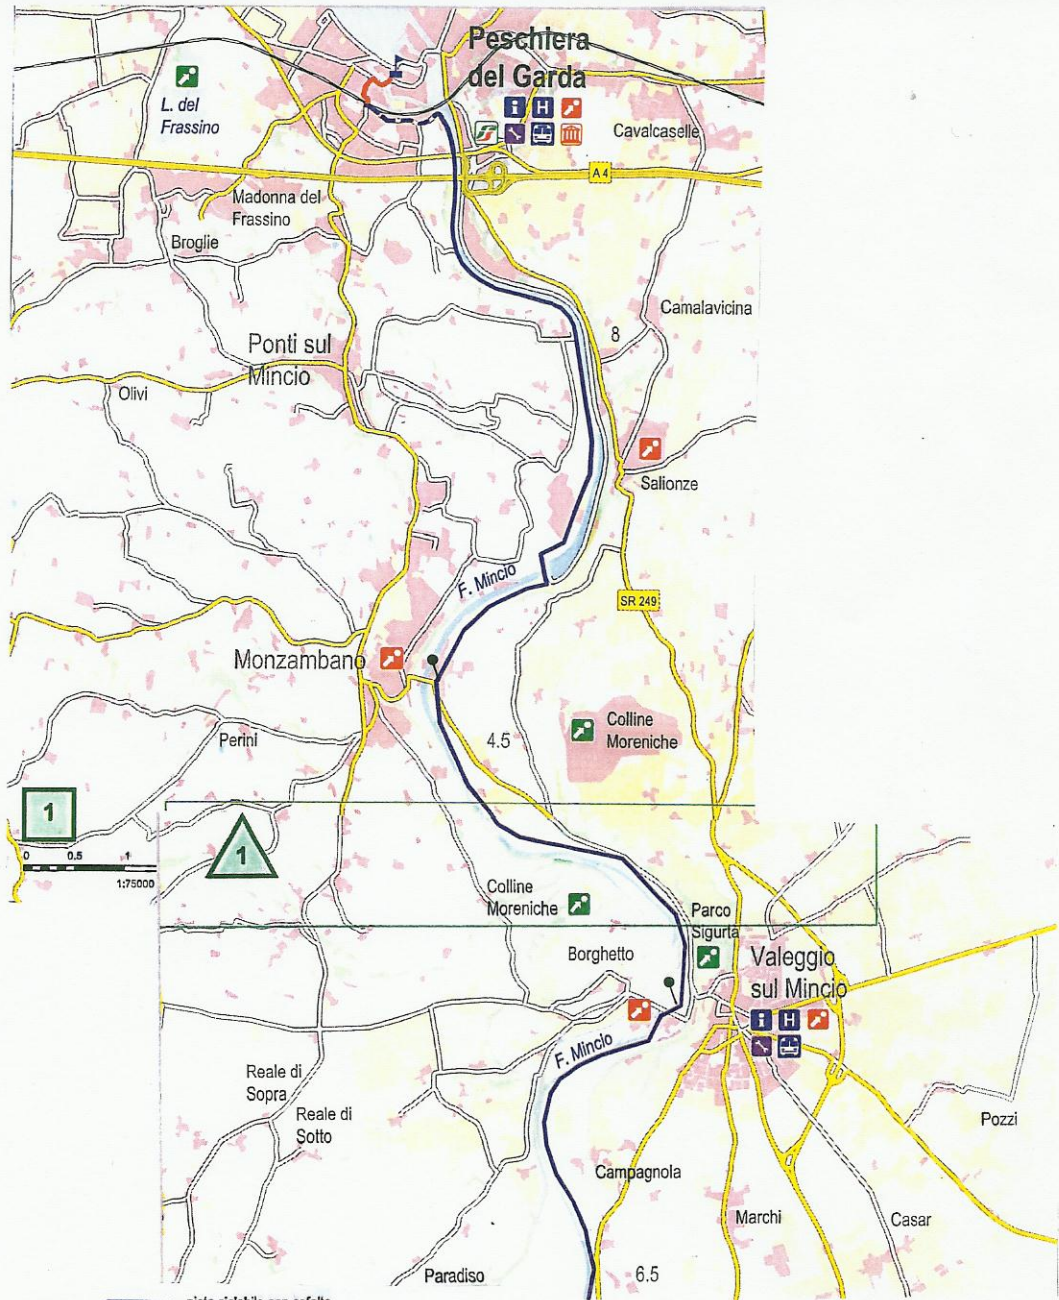 Peschiera
del Garda
L. del
Frassino
i H
Cavalcaselle
A 4
Madonna del
Frassino
Broglie
Camalavicina
8
Ponti sul
Mincio
Olivi
Salionze
F. Mincio
SR 249
Monzambano
Colline
Moreniche
Perini
4.5
1
0 0.5 1
1:75000
1
Colline
Moreniche
Parco
Sigurtà
Borghetto
Valeggio
sul Mincio
i H
F. Mincio
Reale di
Sopra
Reale di
Sotto
Pozzi
Campagnola
Marchi
Casar
Paradiso
6.5